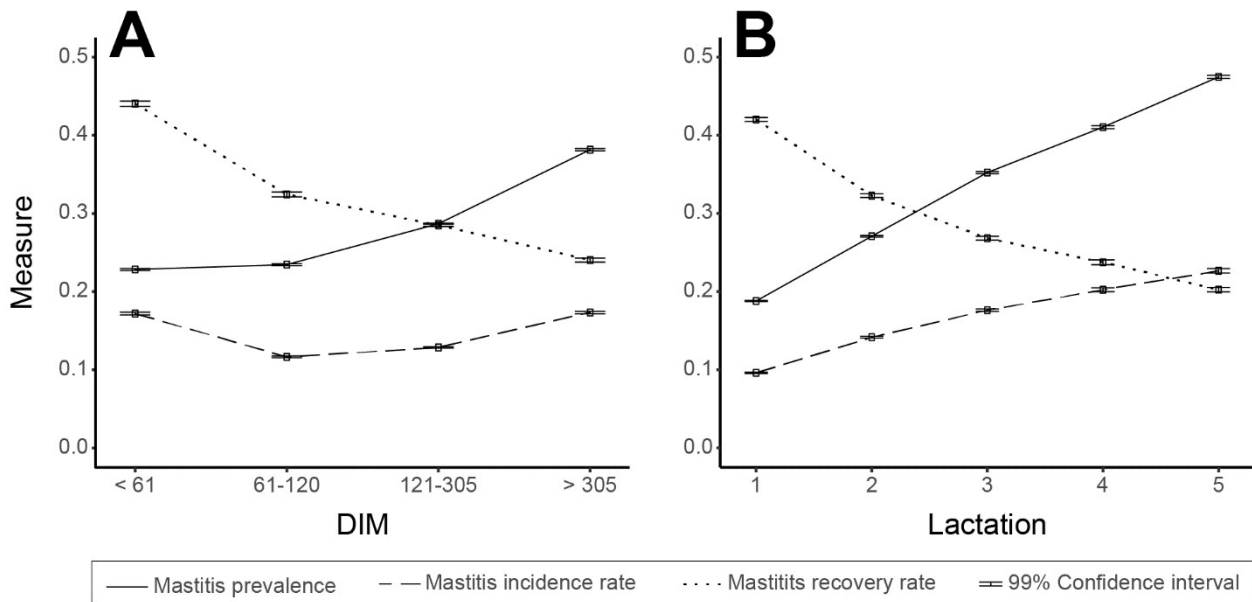 A
B
Measure
0.5
0.4
0.3
0.2
0.1
0.0
< 61 61-120 121-305 > 305
DIM
0.5
0.4
0.3
0.2
0.1
0.0
1 2 3 4 5
Lactation
Mastitis prevalence Mastitis incidence rate Mastitits recovery rate 99% Confidence interval